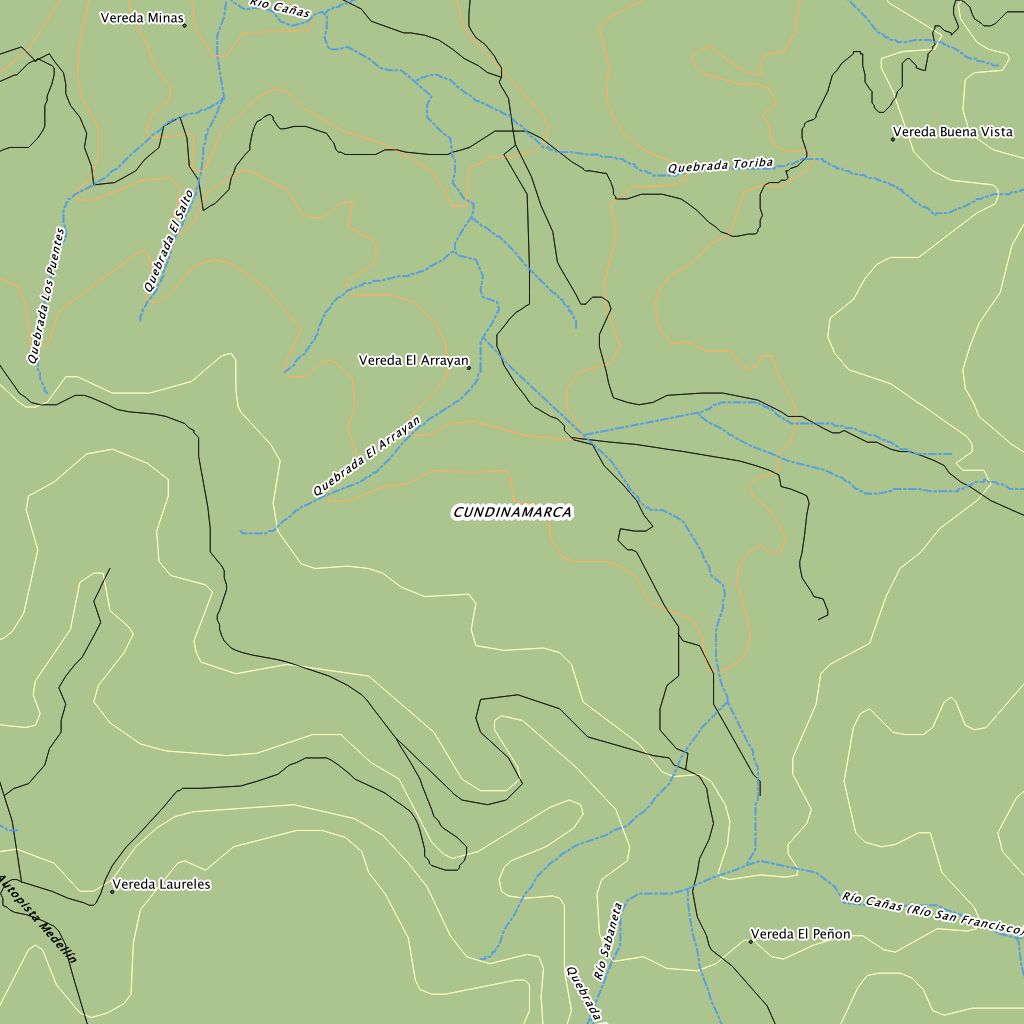 Río Cañas
Vereda Minas
Vereda Buena Vista
Quebrada Toriba
Quebrada El Salto
Quebrada Los Puentes
Vereda El Arrayan
Quebrada El Arrayan
CUNDINAMARCA
Vereda Laureles
Autopista Medellín
Río Cañas (Río San Francisco)
Río Sabaneta
Vereda El Peñon
Quebrada